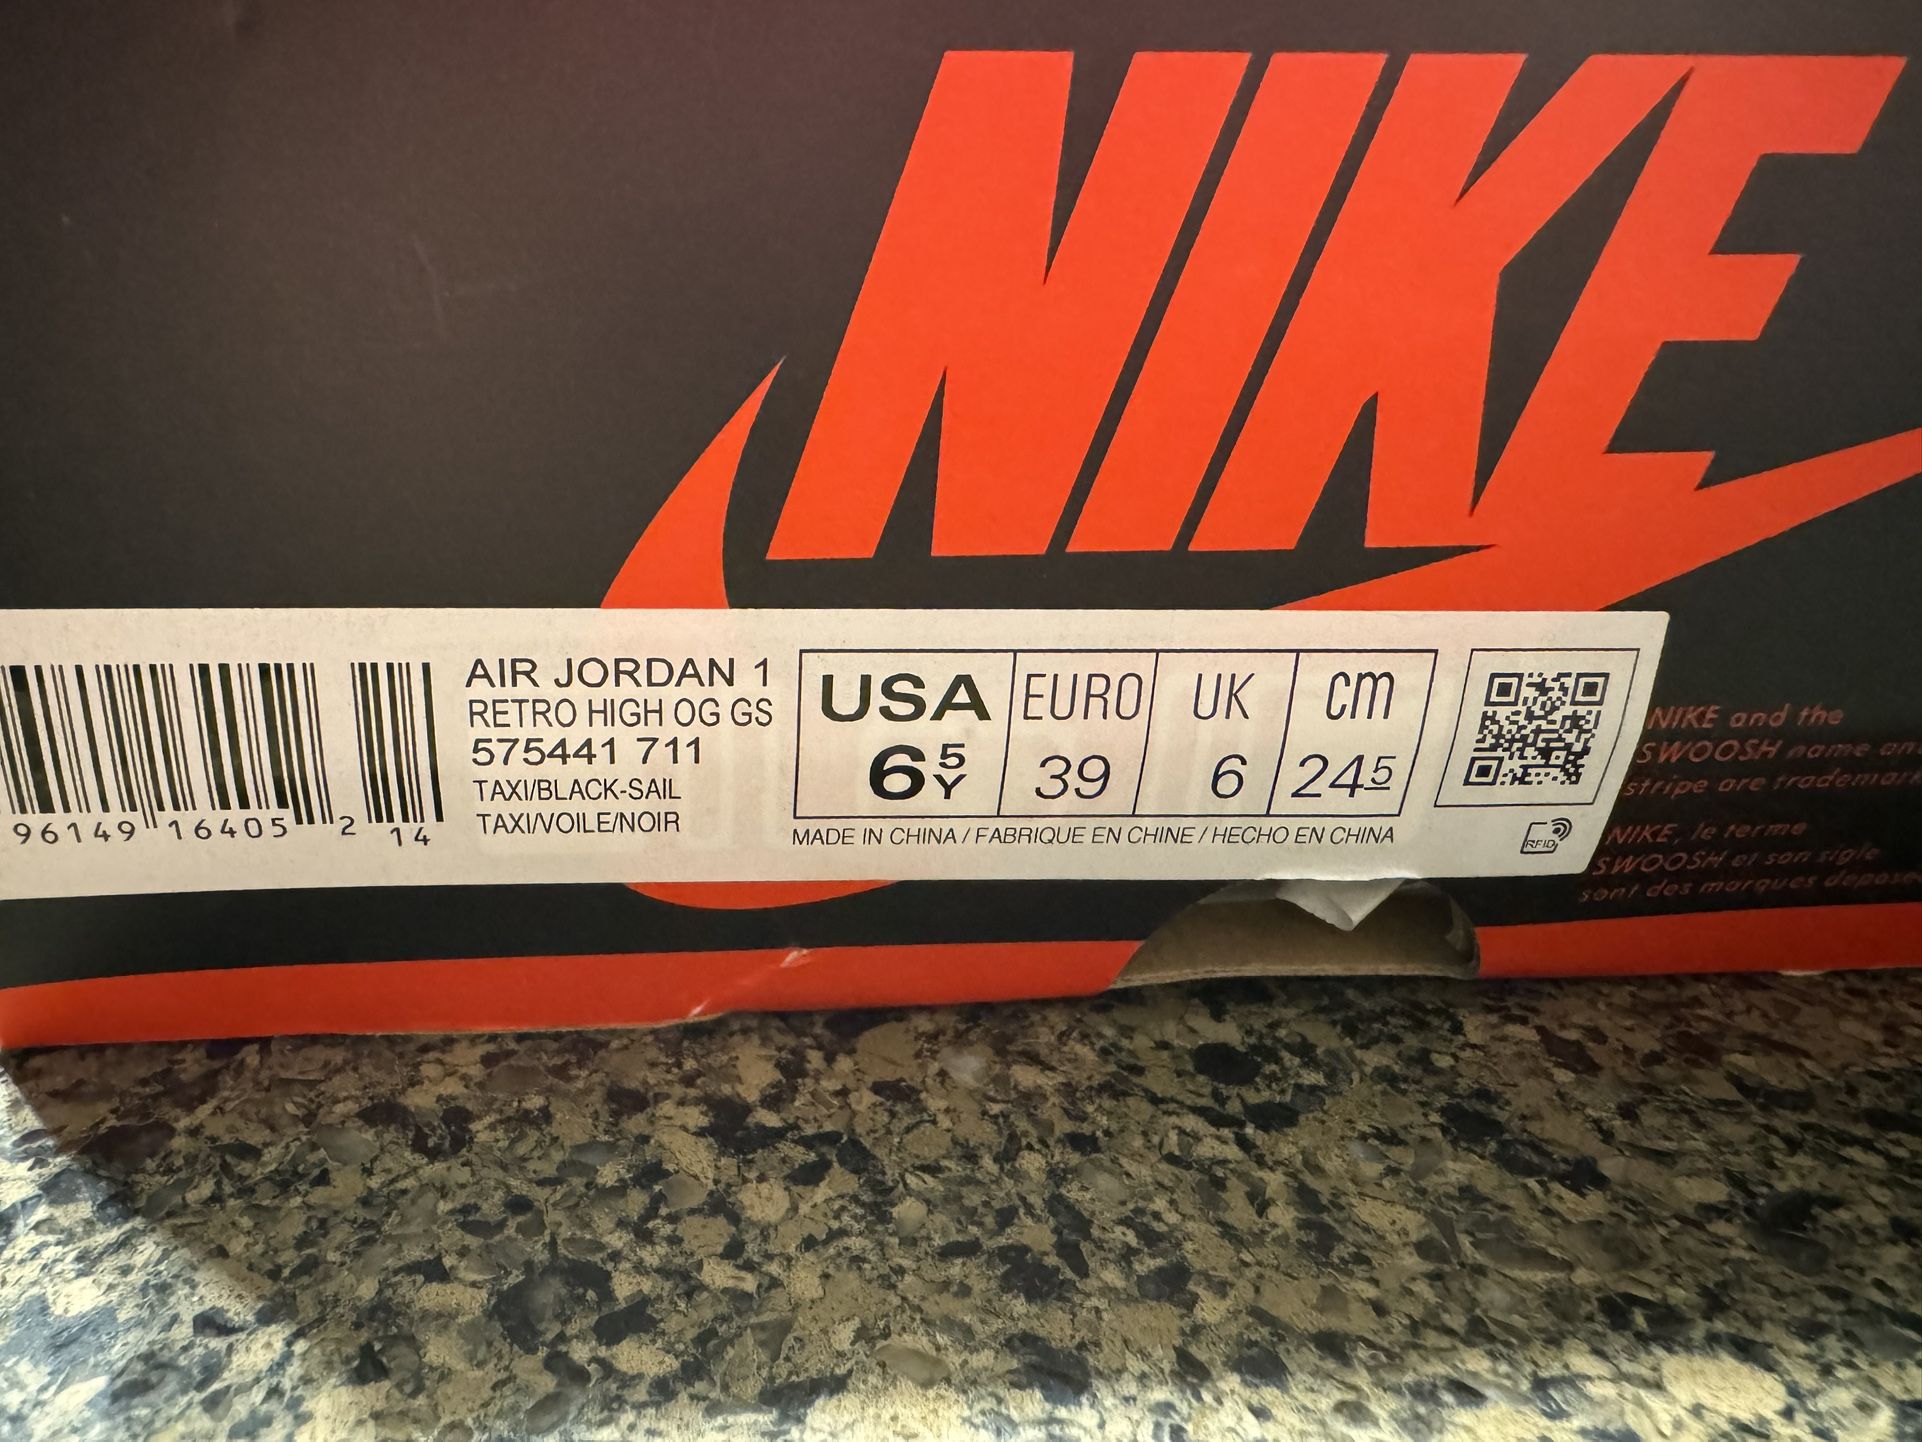 NIKE
AIR JORDAN 1
RETRO HIGH OG GS
575441 711
TAXI/BLACK-SAIL
TAXI/VOILE/NOIR
96149 16405 2 14
USA EURO UK cm
6 5 Y 39 6 24 5
MADE IN CHINA / FABRIQUE EN CHINE / HECHO EN CHINA
RFID
NIKE and the
SWOOSH name
stripe are
NIKE, le terme
SWOOSH et son sigle
sont des marques